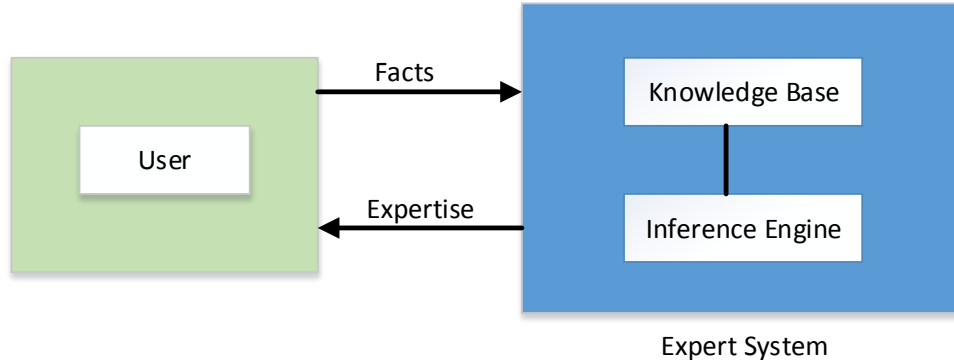 Facts
Knowledge Base
User
Expertise
Inference Engine
Expert System